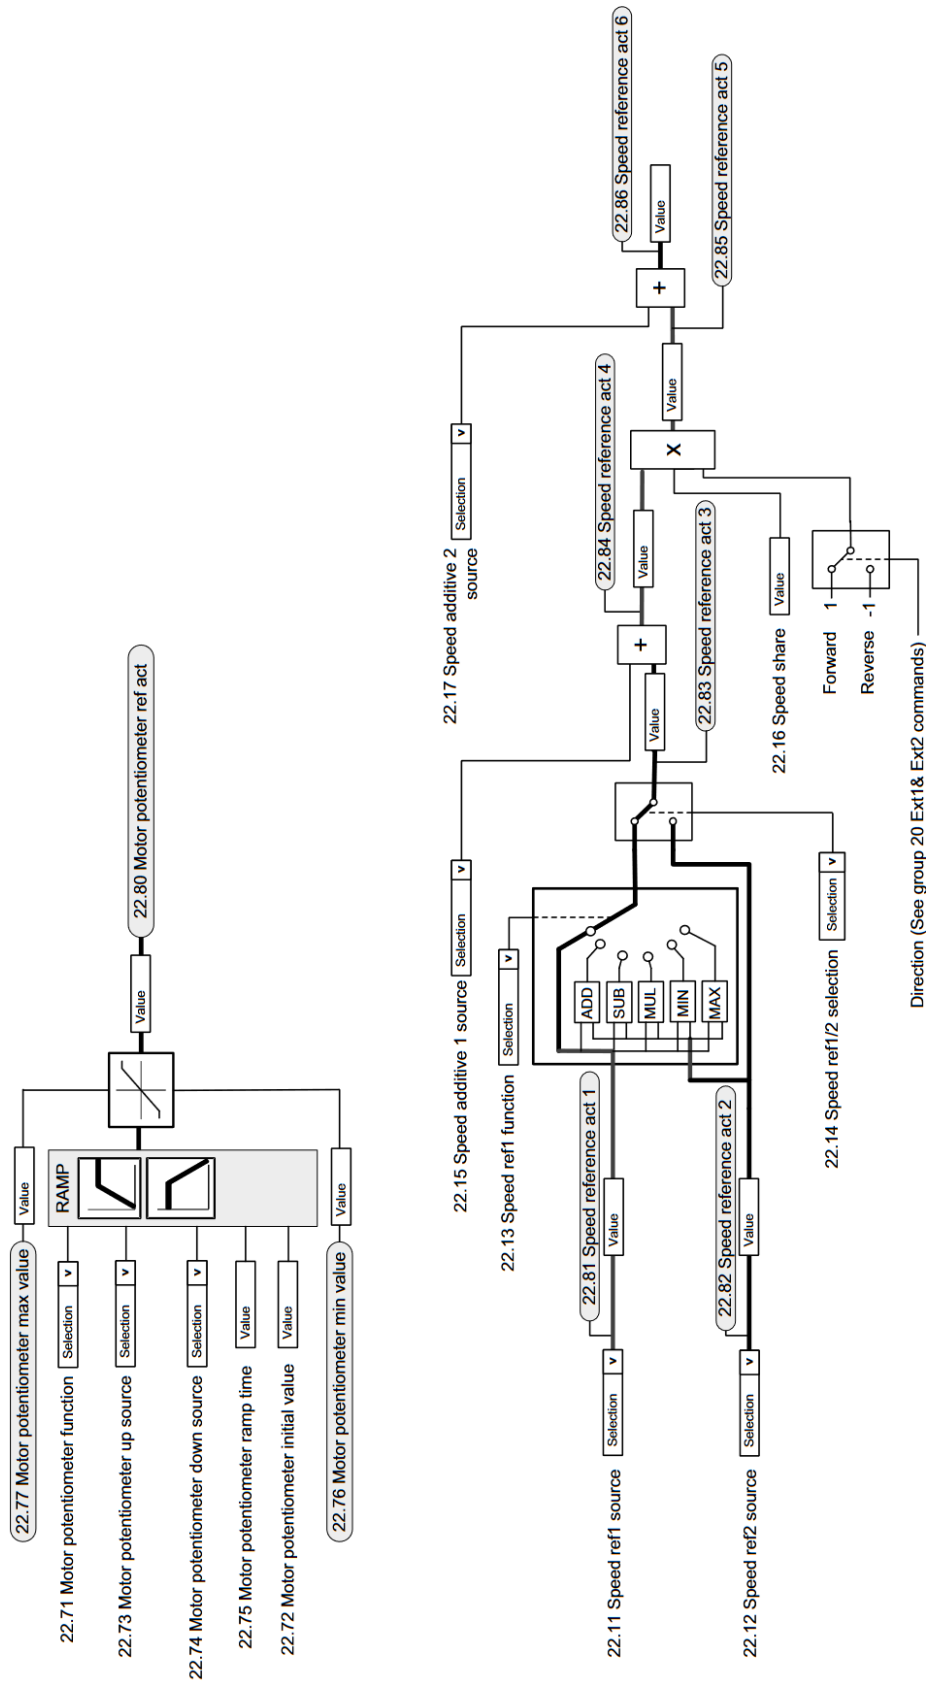 22.77 Motor potentiometer max value
Value
22.71 Motor potentiometer function
Selection
v
22.73 Motor potentiometer up source
Selection
v
22.74 Motor potentiometer down source
Selection
v
22.75 Motor potentiometer ramp time
Value
22.72 Motor potentiometer initial value
Value
22.76 Motor potentiometer min value
Value
RAMP
Value
22.80 Motor potentiometer ref act
22.15 Speed additive 1 source
Selection
v
22.17 Speed additive 2
source
Selection
v
22.13 Speed ref1 function
Selection
v
22.11 Speed ref1 source
Selection
v
22.81 Speed reference act 1
Value
22.12 Speed ref2 source
Selection
v
22.82 Speed reference act 2
Value
ADD
SUB
MUL
MIN
MAX
22.14 Speed ref1/2 selection
Selection
v
22.83 Speed reference act 3
Value
+
22.84 Speed reference act 4
Value
22.16 Speed share
Value
Forward 1
Reverse -1
Direction (See group 20 Ext1& Ext2 commands)
X
Value
22.85 Speed reference act 5
+
22.86 Speed reference act 6
Value